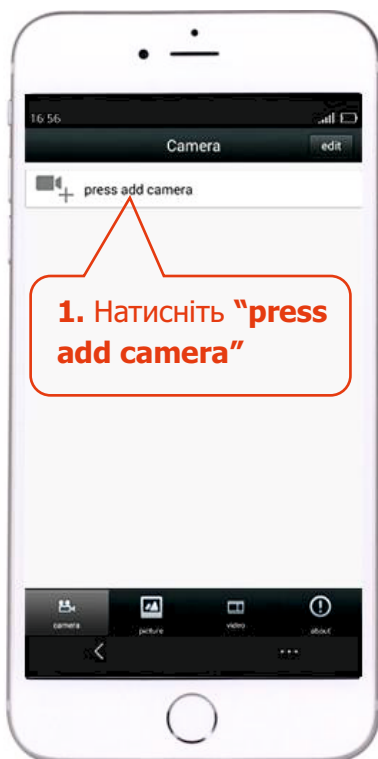 16:56
Camera
edit
press add camera
1. Натисніть “press
add camera”
camera
picture
video
about